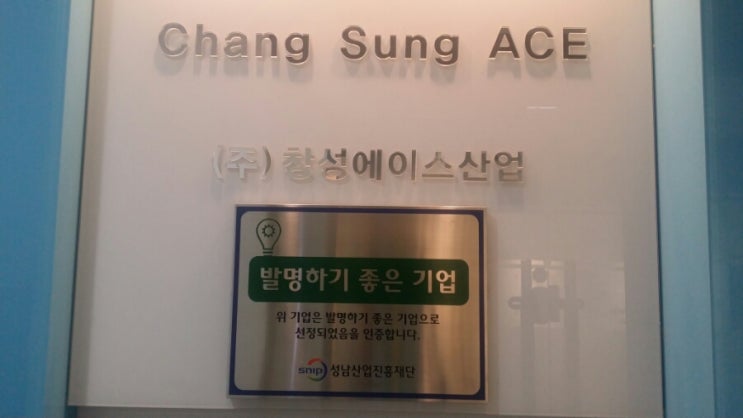 Chang Sung ACE
(주) 창성에이스산업
발명하기 좋은 기업
위 기업은 발명하기 좋은 기업으로
선정되었음을 인증합니다.
snip 성남산업진흥재단